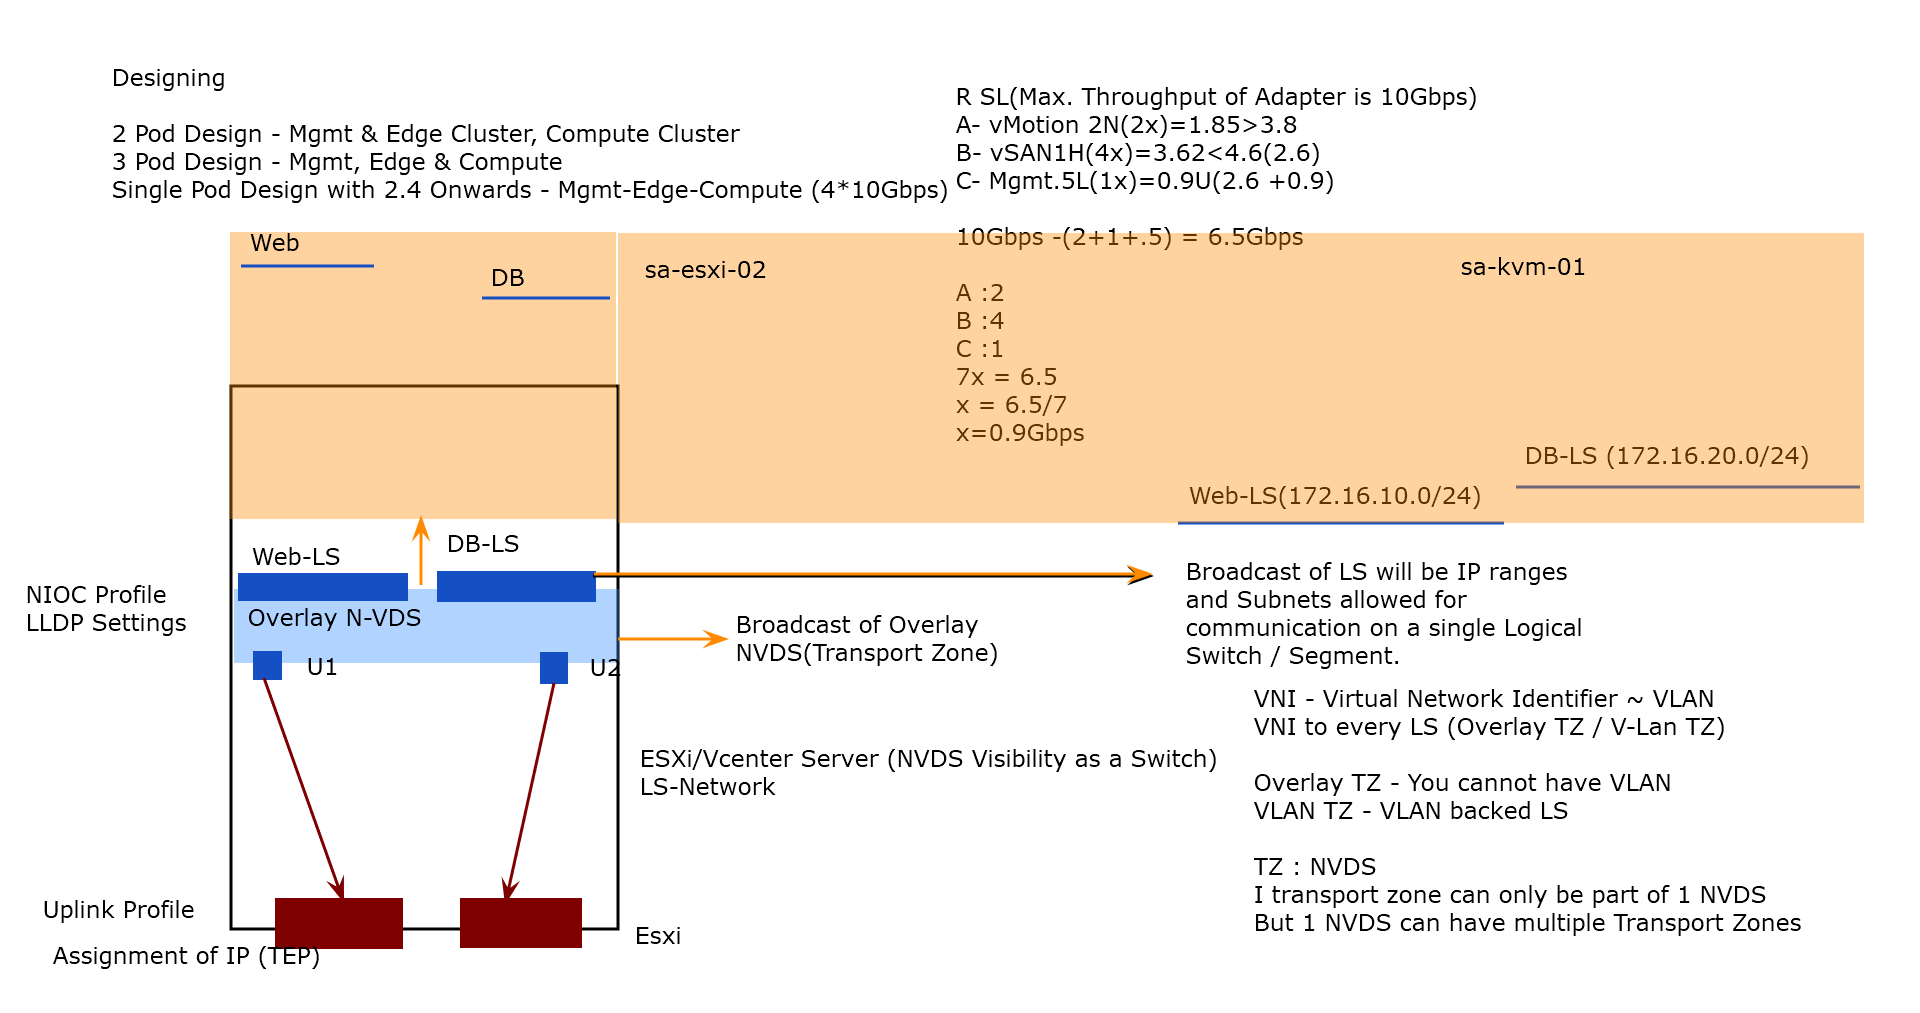 Designing
2 Pod Design - Mgmt & Edge Cluster, Compute Cluster
3 Pod Design - Mgmt, Edge & Compute
Single Pod Design with 2.4 Onwards - Mgmt-Edge-Compute (4*10Gbps)
R SL(Max. Throughput of Adapter is 10Gbps)
A- vMotion 2N(2x)=1.85>3.8
B- vSAN1H(4x)=3.62<4.6(2.6)
C- Mgmt.5L(1x)=0.9U(2.6 +0.9)
10Gbps -(2+1+.5) = 6.5Gbps
A :2
B :4
C :1
7x = 6.5
x = 6.5/7
x=0.9Gbps
Web
DB
sa-esxi-02
sa-kvm-01
DB-LS (172.16.20.0/24)
Web-LS(172.16.10.0/24)
Web-LS
DB-LS
NIOC Profile
LLDP Settings
Overlay N-VDS
U1
U2
Broadcast of Overlay
NVDS(Transport Zone)
Broadcast of LS will be IP ranges
and Subnets allowed for
communication on a single Logical
Switch / Segment.
VNI - Virtual Network Identifier ~ VLAN
VNI to every LS (Overlay TZ / V-Lan TZ)
Overlay TZ - You cannot have VLAN
VLAN TZ - VLAN backed LS
TZ : NVDS
I transport zone can only be part of 1 NVDS
But 1 NVDS can have multiple Transport Zones
ESXi/Vcenter Server (NVDS Visibility as a Switch)
LS-Network
Uplink Profile
Assignment of IP (TEP)
Esxi